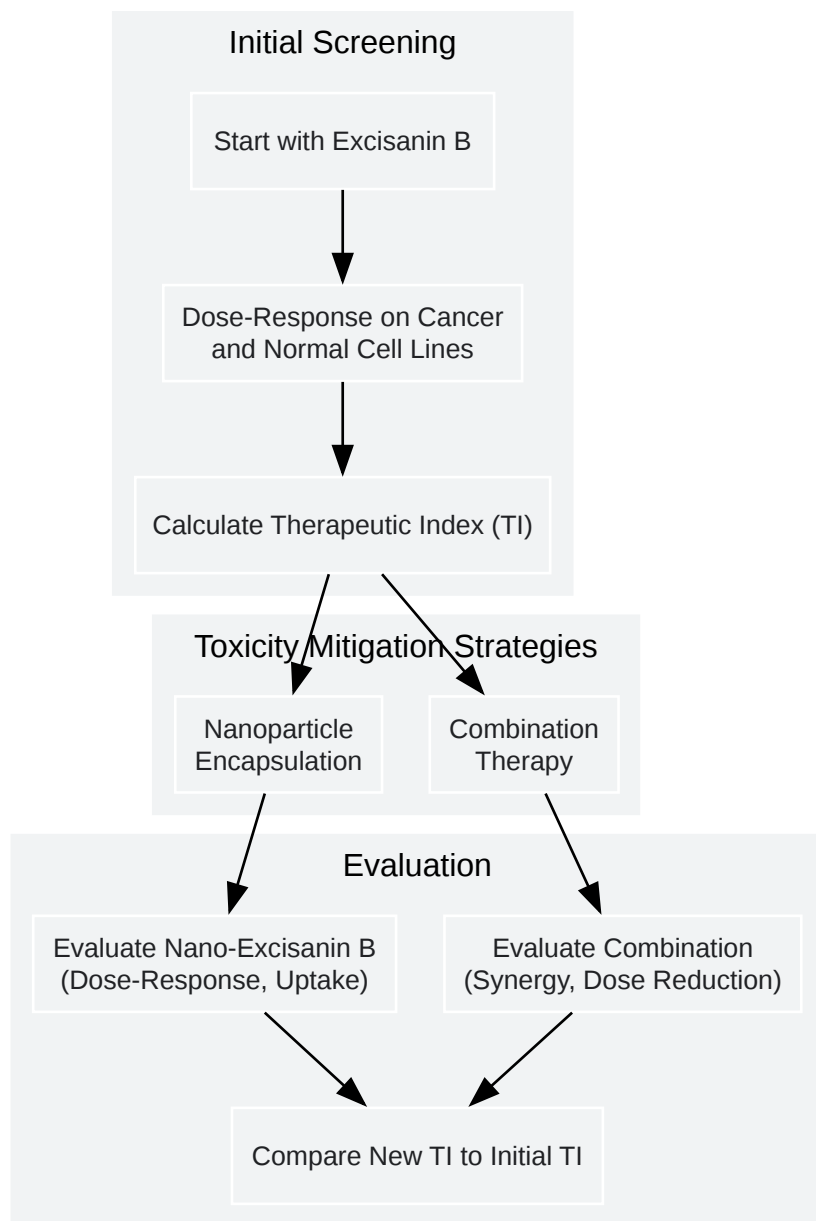 Initial Screening
Start with Excisanin B
Dose-Response on Cancer
and Normal Cell Lines
Calculate Therapeutic Index (TI)
Toxicity Mitigation Strategies
Nanoparticle
Encapsulation
Combination
Therapy
Evaluation
Evaluate Nano-Excisanin B
(Dose-Response, Uptake)
Evaluate Combination
(Synergy, Dose Reduction)
Compare New TI to Initial TI